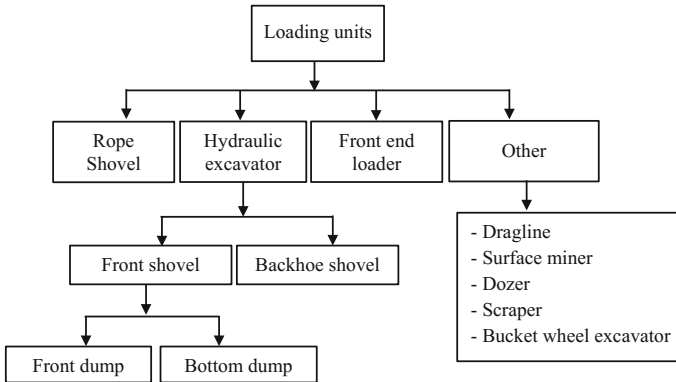 Loading units
Rope
Shovel
Hydraulic
excavator
Front end
loader
Other
Front shovel
Backhoe shovel
- Dragline
- Surface miner
- Dozer
- Scraper
- Bucket wheel excavator
Front dump
Bottom dump